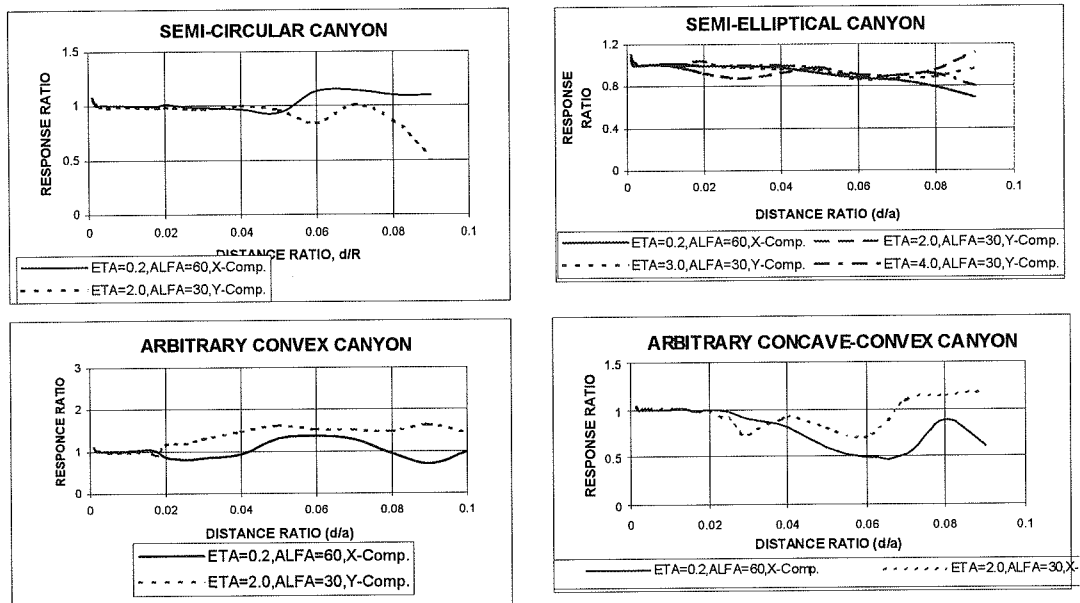 SEMI-CIRCULAR CANYON
RESPONSE RATIO
1.5
1
0.5
0
0 0.02 0.04 0.06 0.08 0.1
DISTANCE RATIO, d/R
ETA=0.2,ALFA=60,X-Comp.
ETA=2.0,ALFA=30,Y-Comp.
SEMI-ELLIPTICAL CANYON
RESPONSE
RATIO
1.2
0.8
0.4
0
0 0.02 0.04 0.06 0.08 0.1
DISTANCE RATIO (d/a)
ETA=0.2,ALFA=60,X-Comp. ETA=2.0,ALFA=30,Y-Comp.
ETA=3.0,ALFA=30,Y-Comp. ETA=4.0,ALFA=30,Y-Comp.
ARBITRARY CONVEX CANYON
RESPONCE RATIO
3
2
1
0
0 0.02 0.04 0.06 0.08 0.1
DISTANCE RATIO (d/a)
ETA=0.2,ALFA=60,X-Comp.
ETA=2.0,ALFA=30,Y-Comp.
ARBITRARY CONCAVE-CONVEX CANYON
RESPONSE RATIO
1.5
1
0.5
0
0 0.02 0.04 0.06 0.08 0.1
DISTANCE RATIO (d/a)
ETA=0.2,ALFA=60,X-Comp. ETA=2.0,ALFA=30,X-